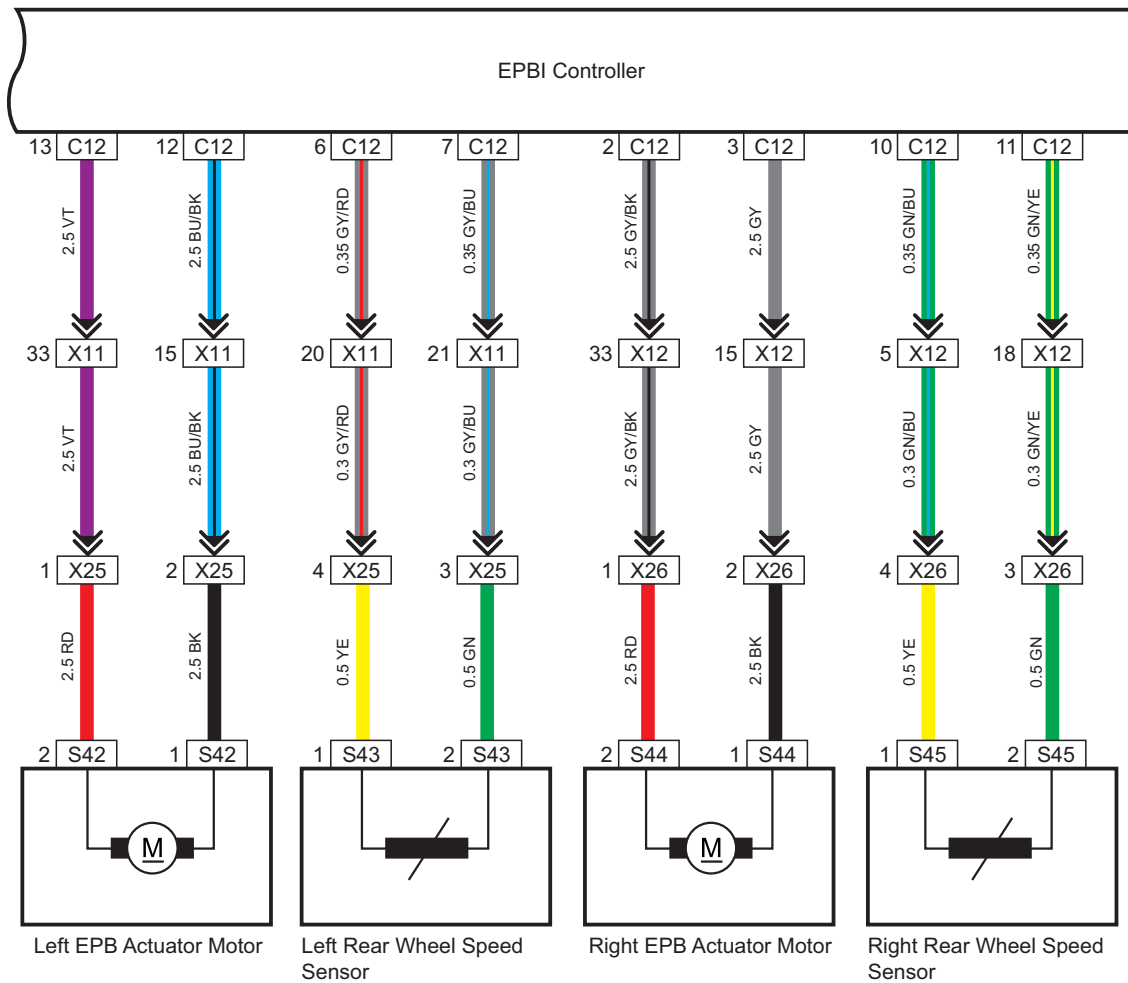 EPBI Controller
13 C12 12 C12 6 C12 7 C12 2 C12 3 C12 10 C12 11 C12
2.5 VT 2.5 BU/BK 0.35 GY/RD 0.35 GY/BU 2.5 GY/BK 2.5 GY 0.35 GN/BU 0.35 GN/YE
33 X11 15 X11 20 X11 21 X11 33 X12 15 X12 5 X12 18 X12
2.5 VT 2.5 BU/BK 0.3 GY/RD 0.3 GY/BU 2.5 GY/BK 2.5 GY 0.3 GN/BU 0.3 GN/YE
1 X25 2 X25 4 X25 3 X25 1 X26 2 X26 4 X26 3 X26
2.5 RD 2.5 BK 0.5 YE 0.5 GN 2.5 RD 2.5 BK 0.5 YE 0.5 GN
2 S42 1 S42 1 S43 2 S43 2 S44 1 S44 1 S45 2 S45
M M
Left EPB Actuator Motor
Left Rear Wheel Speed
Sensor
Right EPB Actuator Motor
Right Rear Wheel Speed
Sensor